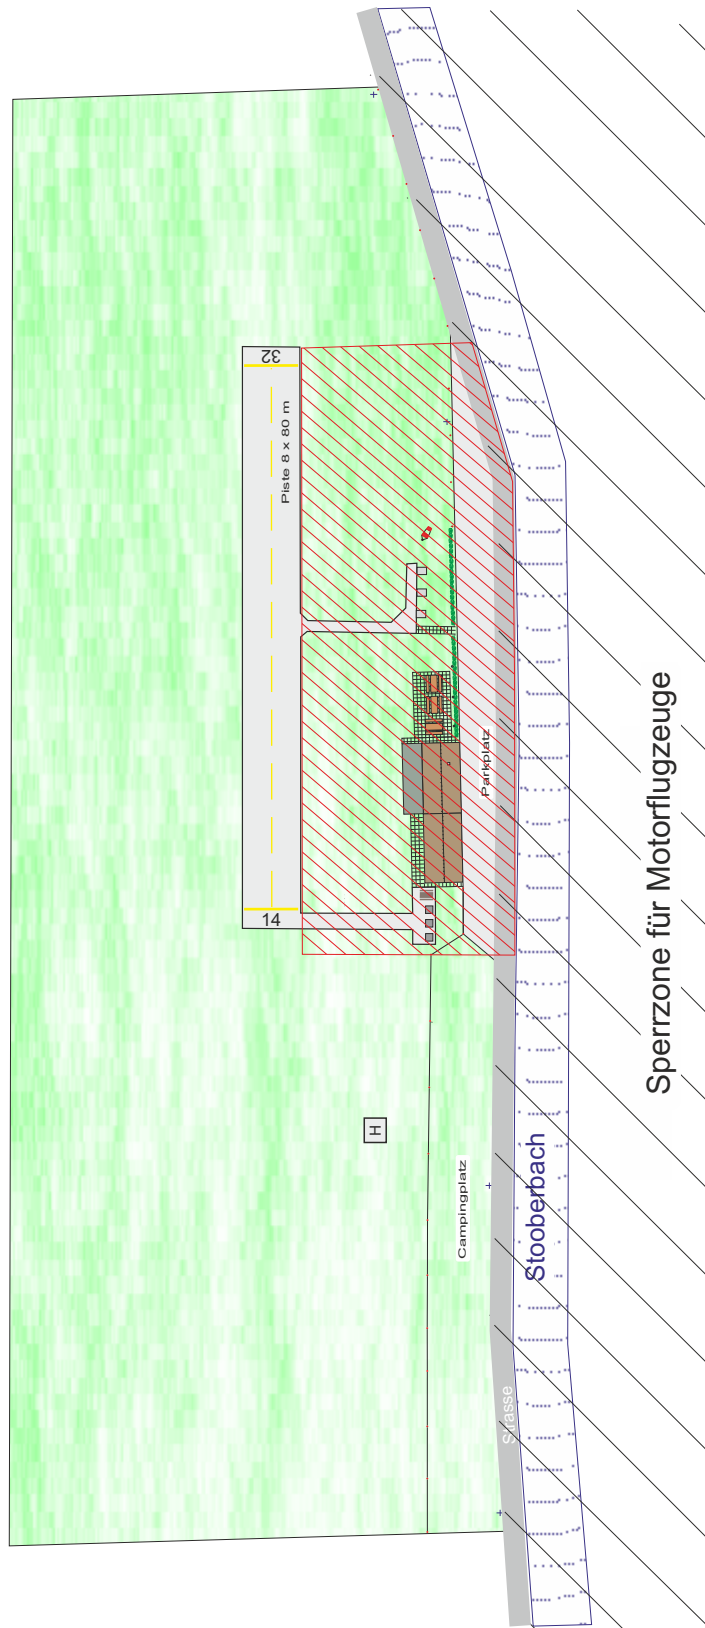 32
Piste 8 x 80 m
14
Parkplatz
Sperrzone für Motorflugzeuge
H
Campingplatz
Stooberbach
Strasse